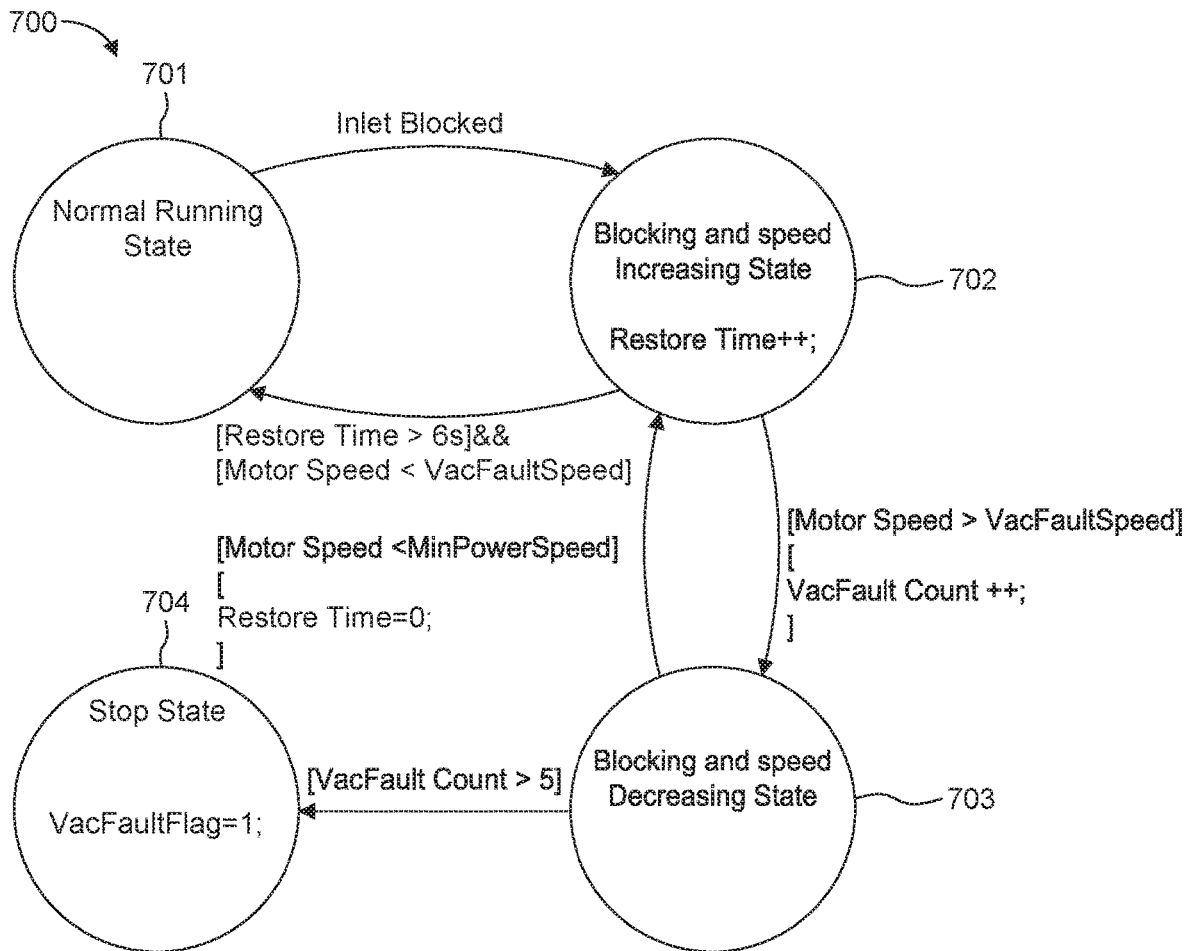 700
701
Inlet Blocked
Normal Running
State
Blocking and speed
Increasing State
Restore Time++;
702
[Restore Time > 6s]&&
[Motor Speed < VacFaultSpeed]
[Motor Speed > VacFaultSpeed]
[
VacFault Count ++;
]
[Motor Speed <MinPowerSpeed]
[
Restore Time=0;
]
704
Stop State
VacFaultFlag=1;
[VacFault Count > 5]
Blocking and speed
Decreasing State
703